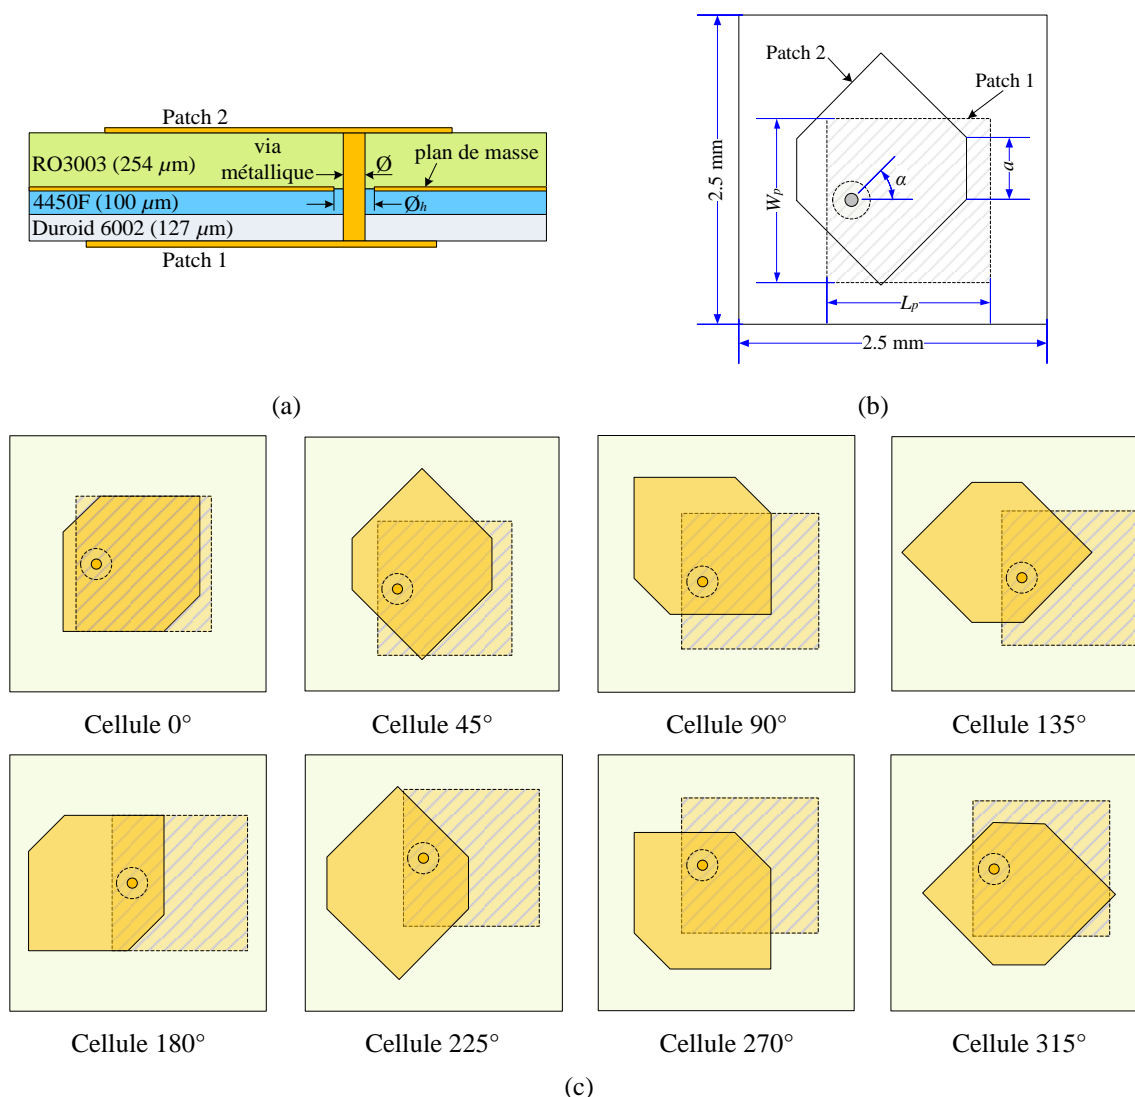 Patch 2
via
métallique
Ø
plan de masse
RO3003 (254 µm)
4450F (100 µm)
Øh
Duroid 6002 (127 µm)
Patch 1
(a)
Patch 2
Patch 1
2.5 mm
Wp
α
a
Lp
2.5 mm
(b)
Cellule 0°
Cellule 45°
Cellule 90°
Cellule 135°
Cellule 180°
Cellule 225°
Cellule 270°
Cellule 315°
(c)